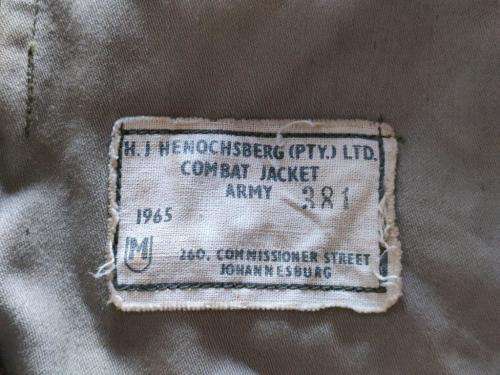 H. J HENOCHSBERG (PTY.) LTD.
COMBAT JACKET
ARMY 381
1965
M
260, COMMISSIONER STREET
JOHANNESBURG